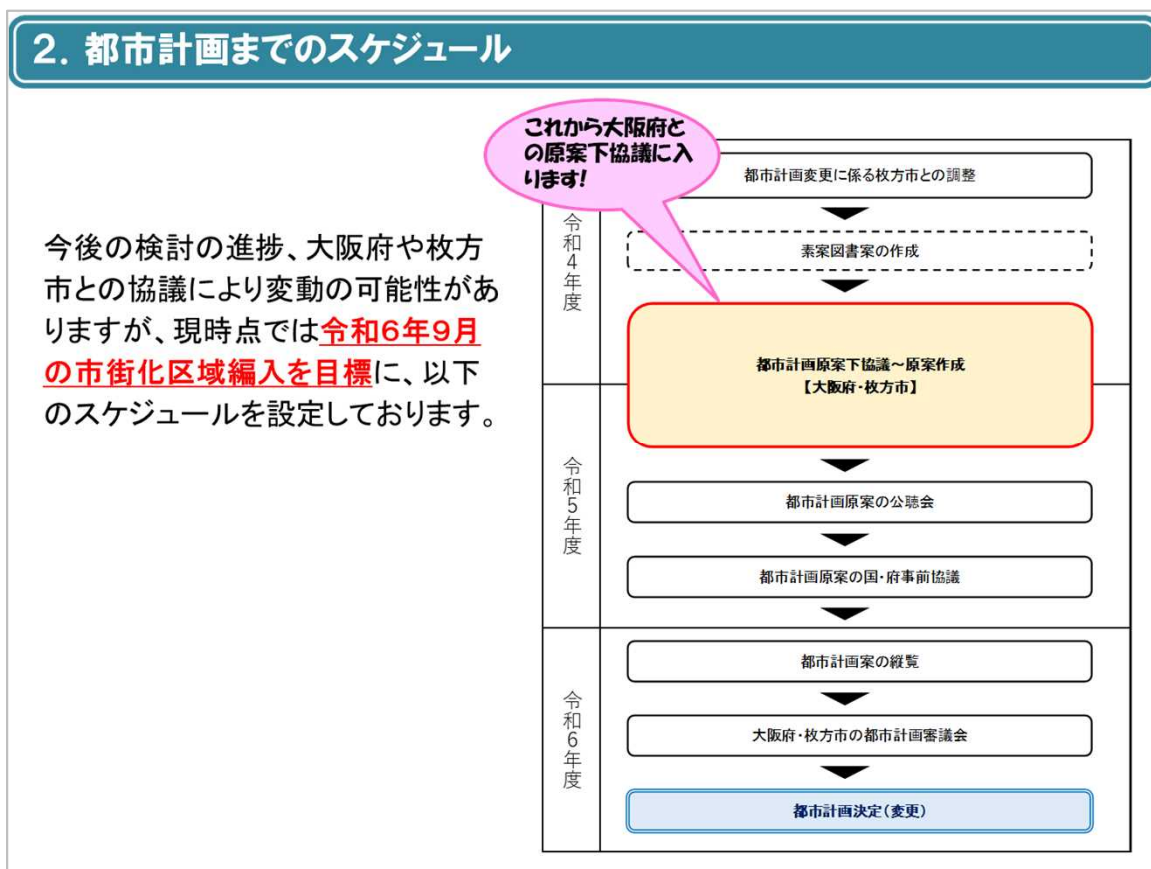 2. 都市計画までのスケジュール
今後の検討の進捗、大阪府や枚方
市との協議により変動の可能性があ
りますが、現時点では令和6年9月
の市街化区域編入を目標に、以下
のスケジュールを設定しております。
これから大阪府と
の原案下協議に入
ります!
令和4年度
都市計画変更に係る枚方市との調整
素案図書案の作成
都市計画原案下協議～原案作成
【大阪府・枚方市】
令和5年度
都市計画原案の公聴会
都市計画原案の国・府事前協議
令和6年度
都市計画案の縦覧
大阪府・枚方市の都市計画審議会
都市計画決定(変更)